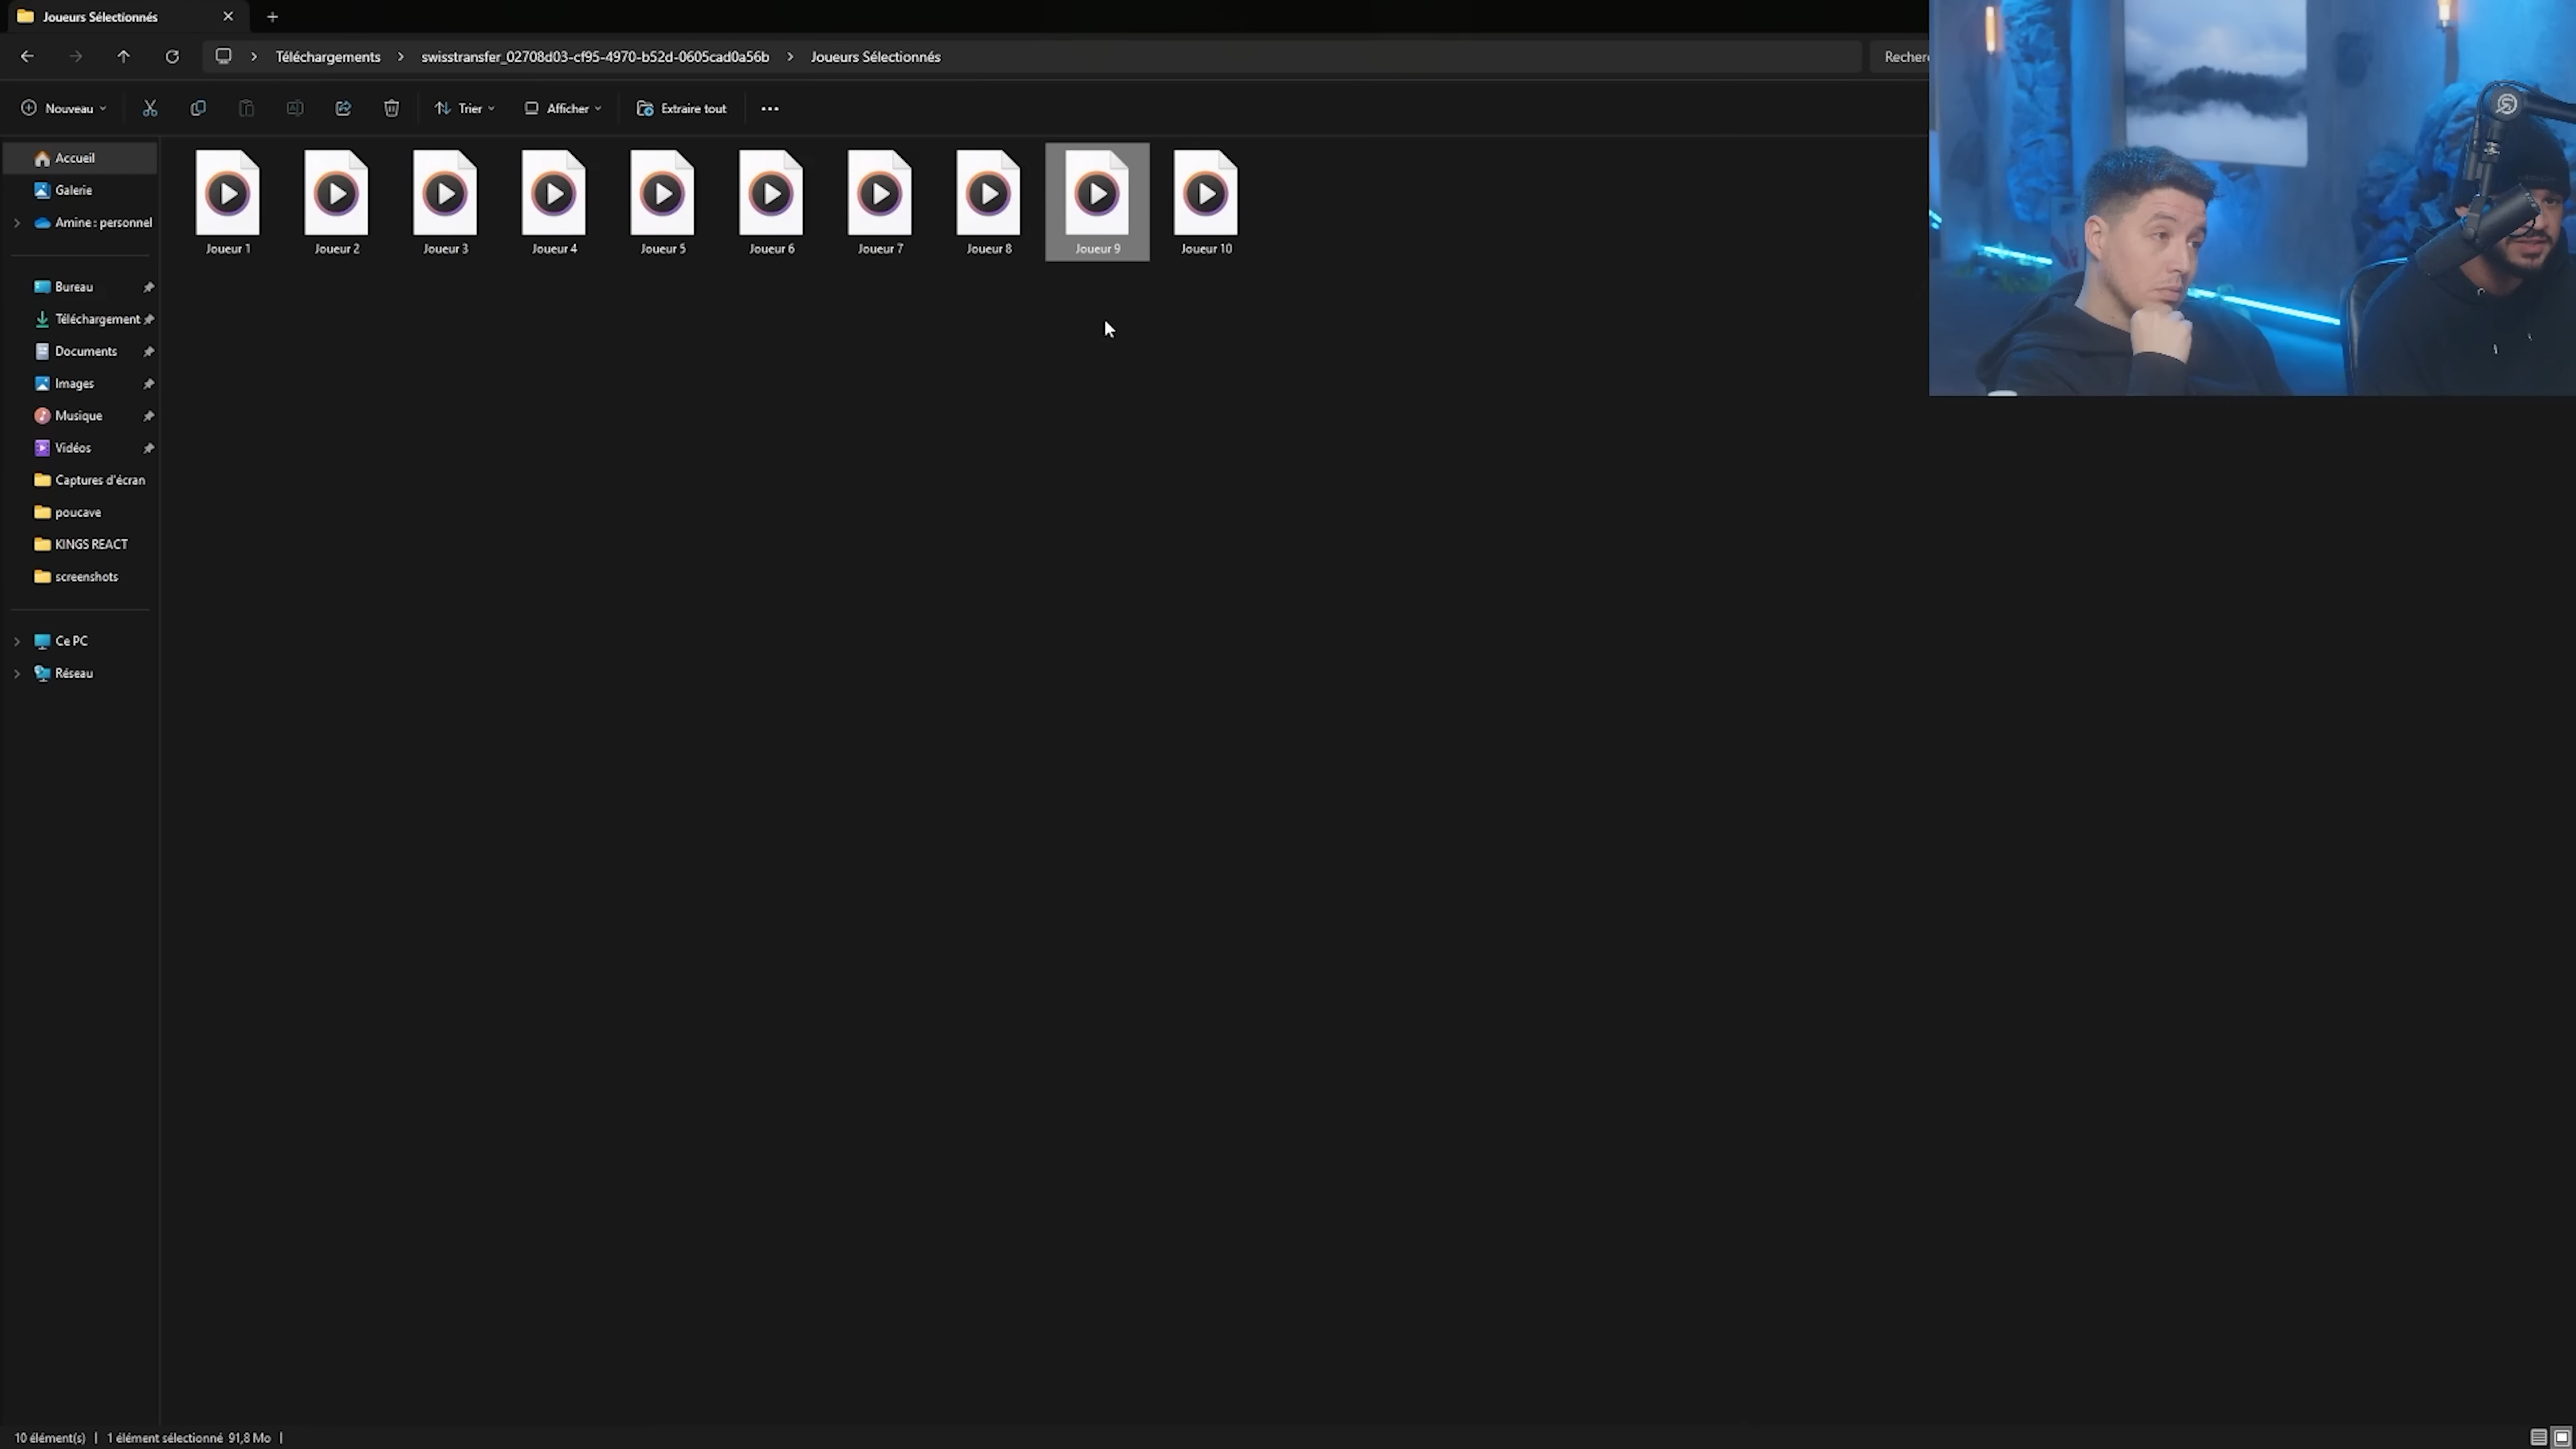 Joueurs Sélectionnés
Téléchargements > swisstransfer_02708d03-cf95-4970-b52d-0605cad0a56b > Joueurs Sélectionnés
Recher
Nouveau
Trier
Afficher
Extraire tout
Accueil
Galerie
Amine : personnel
Bureau
Téléchargement
Documents
Images
Musique
Vidéos
Captures d'écran
poucave
KINGS REACT
screenshots
Ce PC
Réseau
Joueur 1
Joueur 2
Joueur 3
Joueur 4
Joueur 5
Joueur 6
Joueur 7
Joueur 8
Joueur 9
Joueur 10
10 élément(s) | 1 élément sélectionné 91,8 Mo |